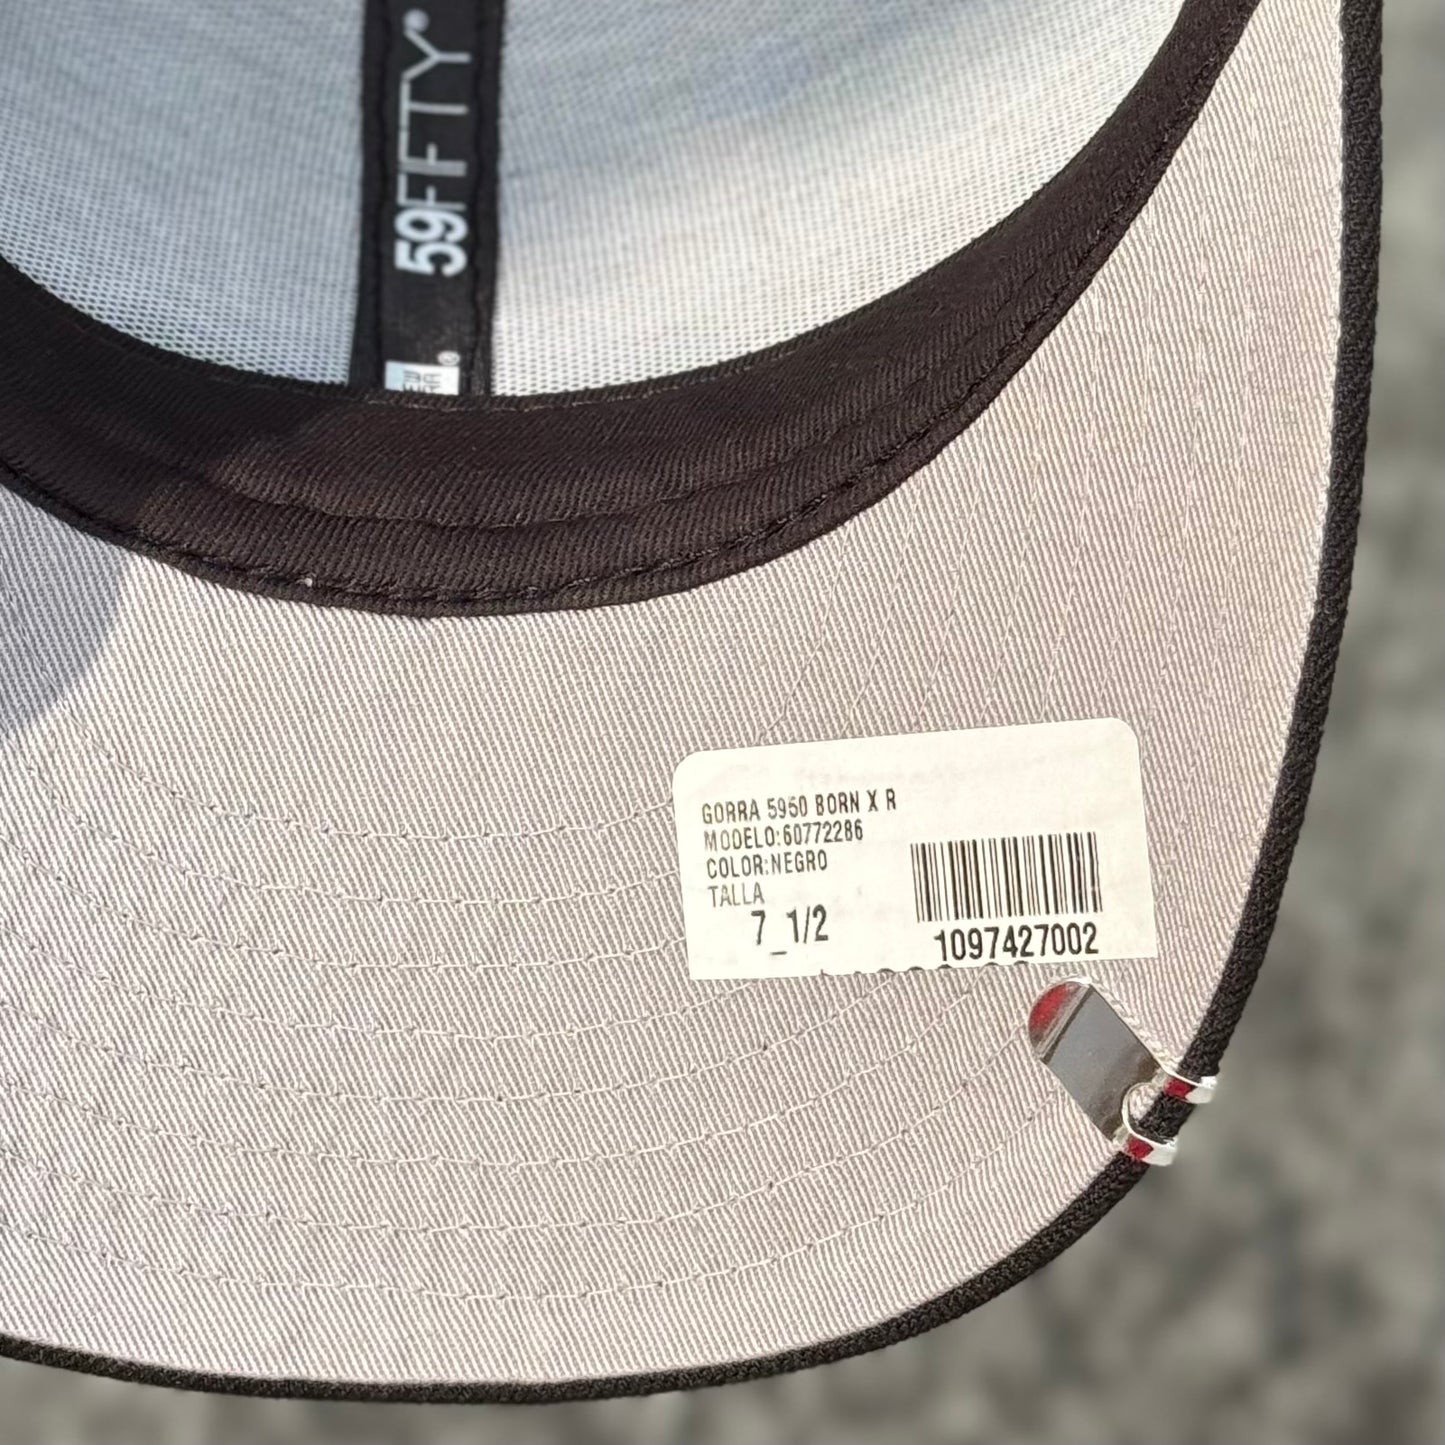 59FIFTY®
GORRA 5950 BORN X R
MODELO:60772286
COLOR:NEGRO
TALLA
7_1/2
1097427002